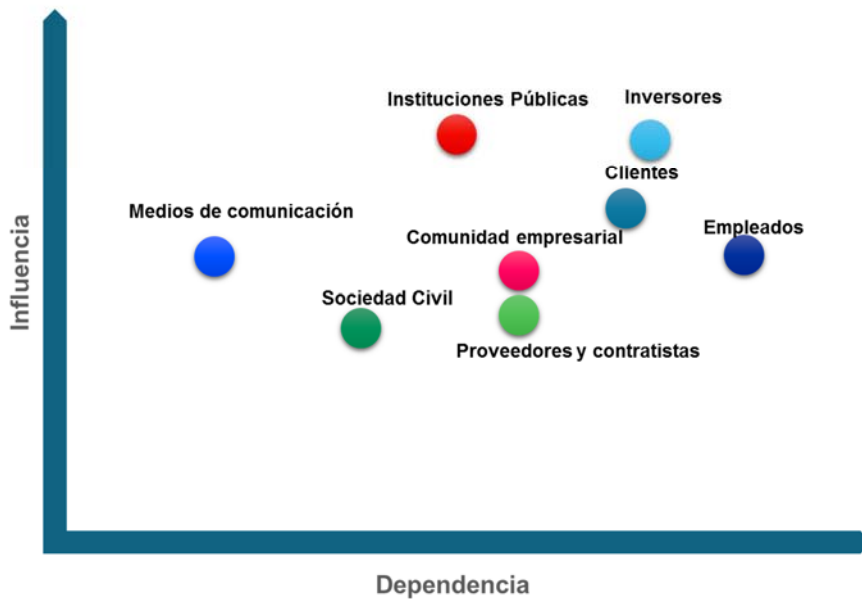 Instituciones Públicas
Inversores
Clientes
Medios de comunicación
Comunidad empresarial
Empleados
Sociedad Civil
Proveedores y contratistas
Influencia
Dependencia